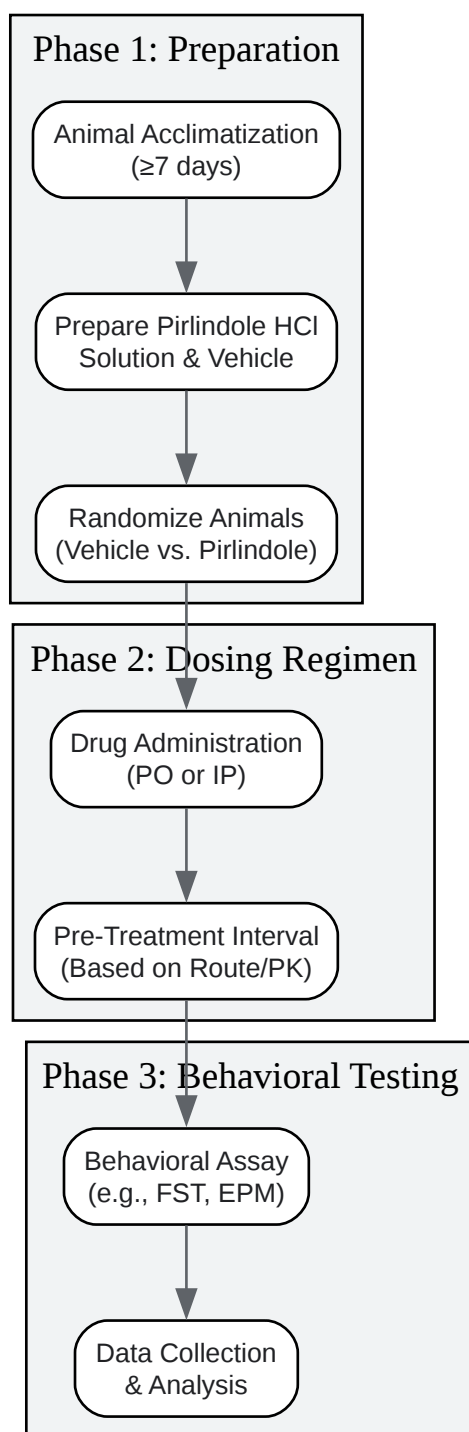 Phase 1: Preparation
Animal Acclimatization
(≥7 days)
Prepare Pirlindole HCl
Solution & Vehicle
Randomize Animals
(Vehicle vs. Pirlindole)
Phase 2: Dosing Regimen
Drug Administration
(PO or IP)
Pre-Treatment Interval
(Based on Route/PK)
Phase 3: Behavioral Testing
Behavioral Assay
(e.g., FST, EPM)
Data Collection
& Analysis